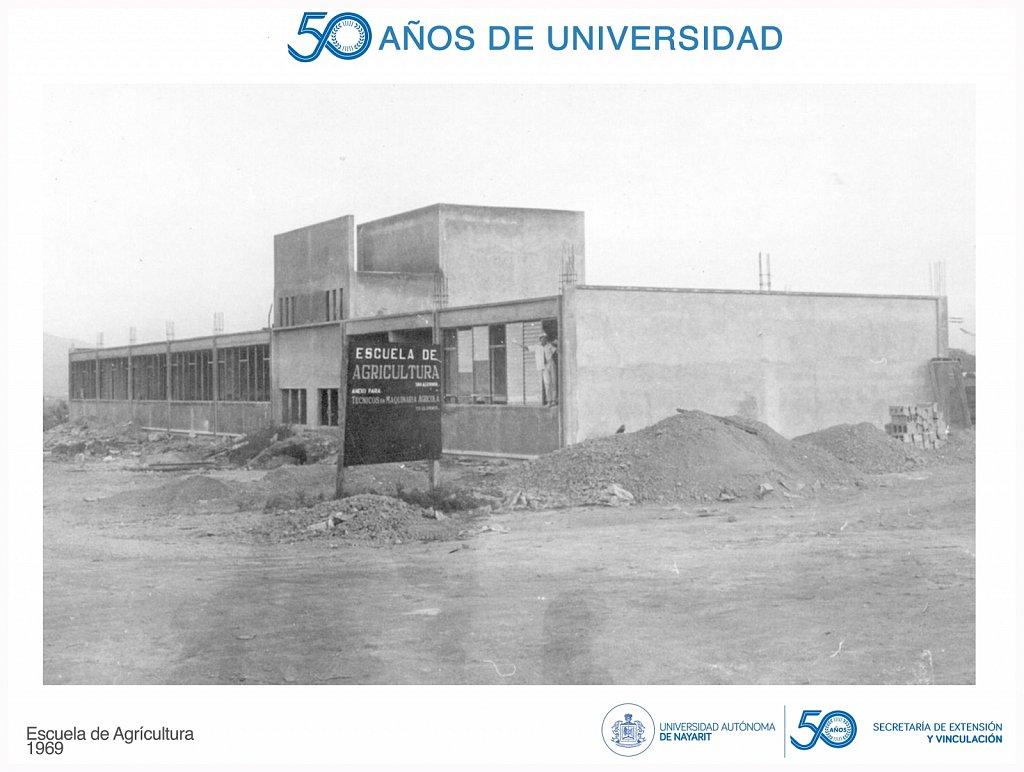 50 AÑOS DE UNIVERSIDAD
ESCUELA DE
AGRICULTURA
ANEXO PARA
TECNICOS EN MAQUINARIA AGRICOLA
Escuela de Agrícultura
1969
UNIVERSIDAD AUTÓNOMA
DE NAYARIT
50
AÑOS
SECRETARÍA DE EXTENSIÓN
Y VINCULACIÓN